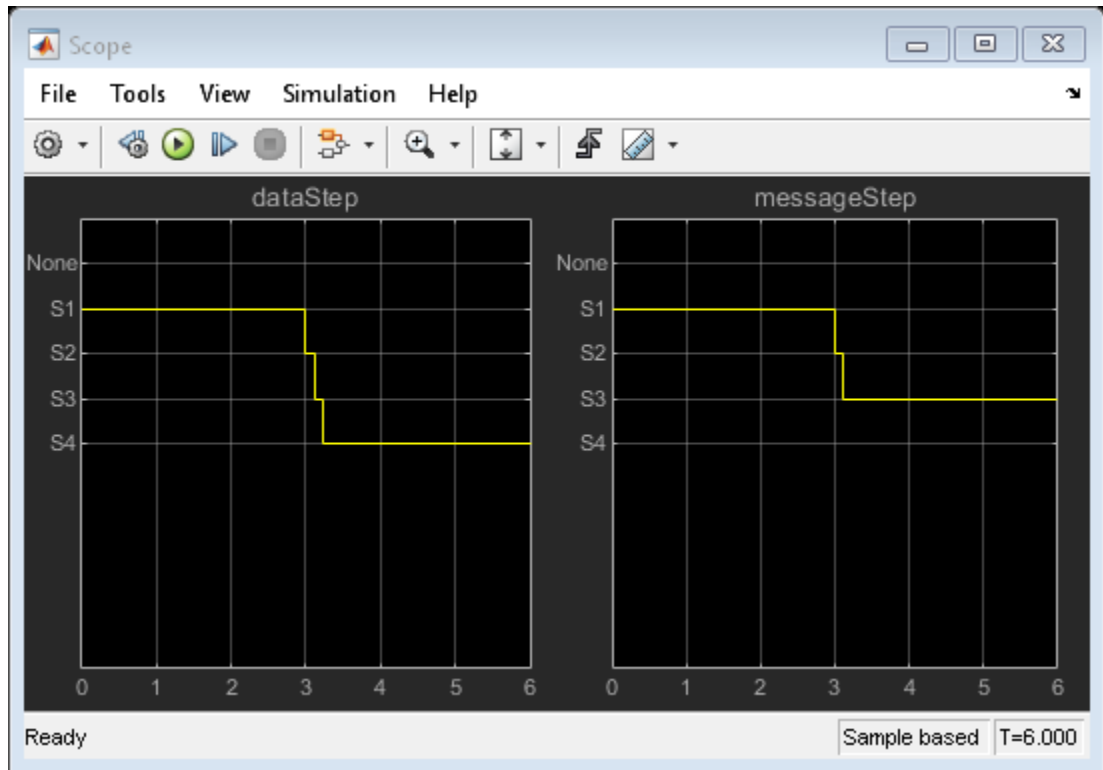 Scope
File Tools View Simulation Help
dataStep
None
S1
S2
S3
S4
0 1 2 3 4 5 6
messageStep
None
S1
S2
S3
S4
0 1 2 3 4 5 6
Ready
Sample based T=6.000